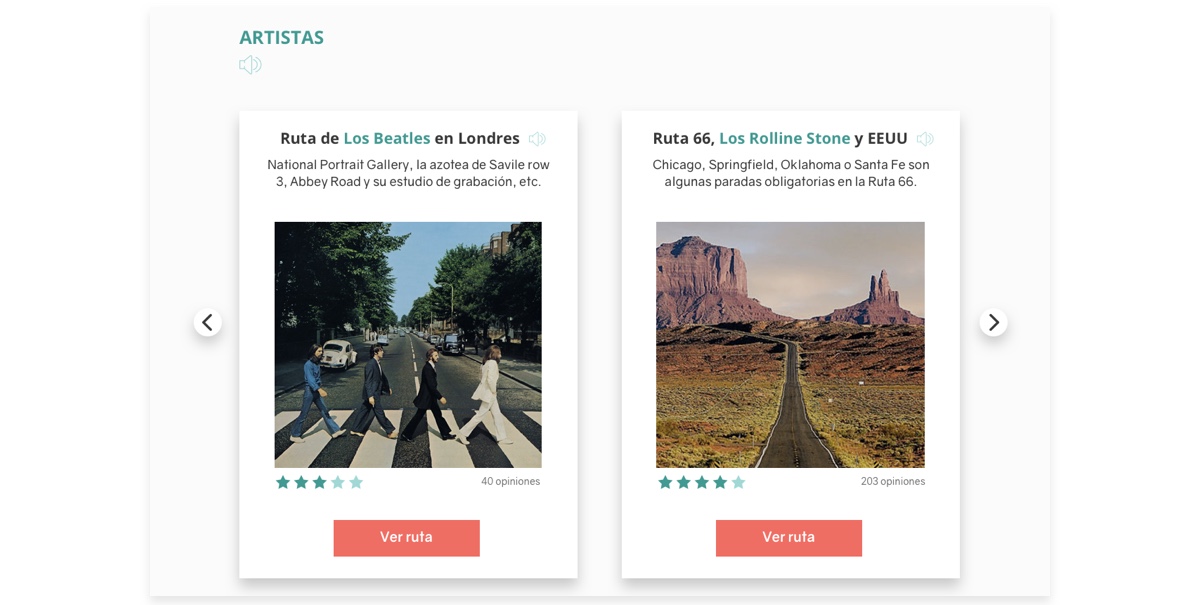 ARTISTAS
Ruta de Los Beatles en Londres
National Portrait Gallery, la azotea de Savile row
3, Abbey Road y su estudio de grabación, etc.
40 opiniones
Ver ruta
Ruta 66, Los Rolline Stone y EEUU
Chicago, Springfield, Oklahoma o Santa Fe son
algunas paradas obligatorias en la Ruta 66.
203 opiniones
Ver ruta